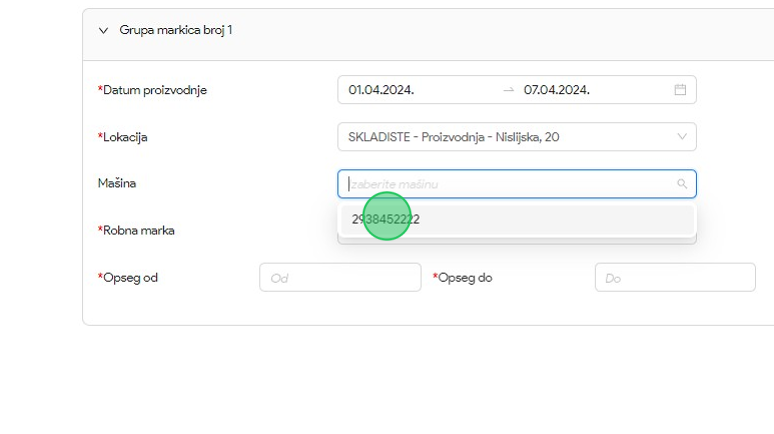 Grupa markica broj 1
*Datum proizvodnje 01.04.2024. → 07.04.2024.
*Lokacija SKLADISTE - Proizvodnja - Nislijska, 20
Mašina Izaberite mašinu
2938452222
*Robna marka
*Opseg od Od *Opseg do Do